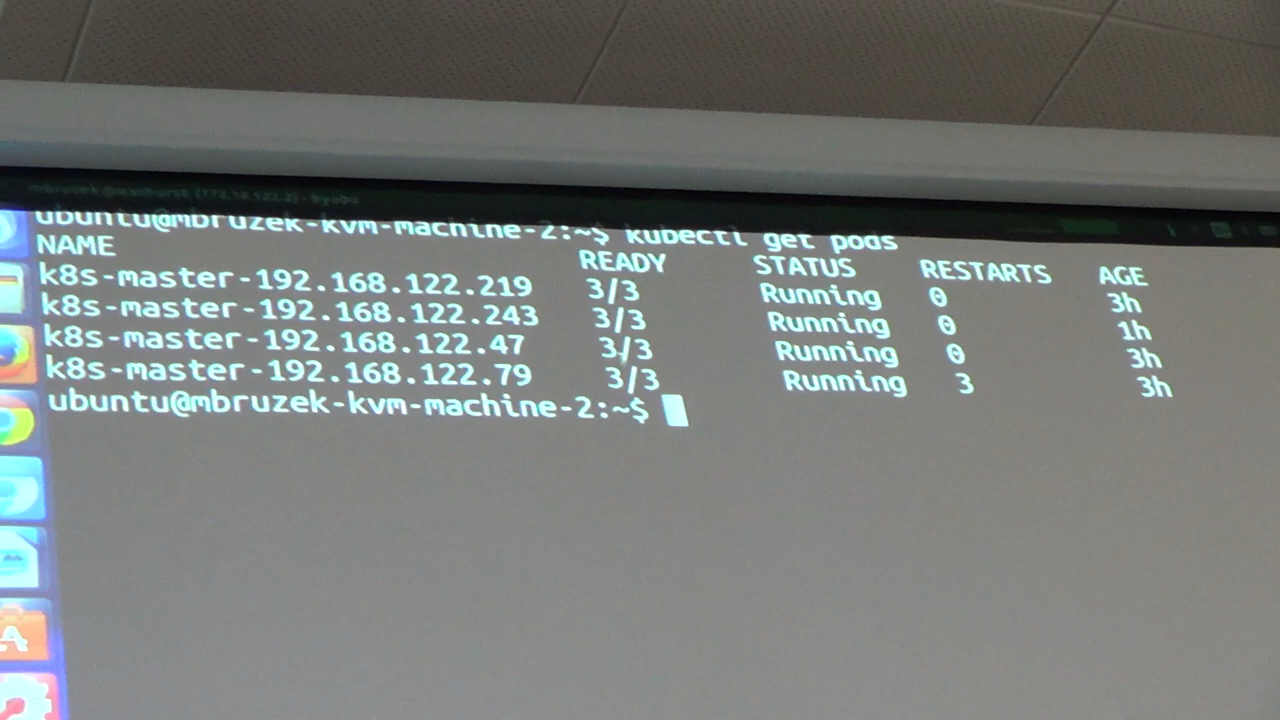 ubuntu@mbruzek-kvm-machine-2:~$ kubectl get pods
NAME READY STATUS RESTARTS AGE
k8s-master-192.168.122.219 3/3 Running 0 3h
k8s-master-192.168.122.243 3/3 Running 0 1h
k8s-master-192.168.122.47 3/3 Running 0 3h
k8s-master-192.168.122.79 3/3 Running 3 3h
ubuntu@mbruzek-kvm-machine-2:~$